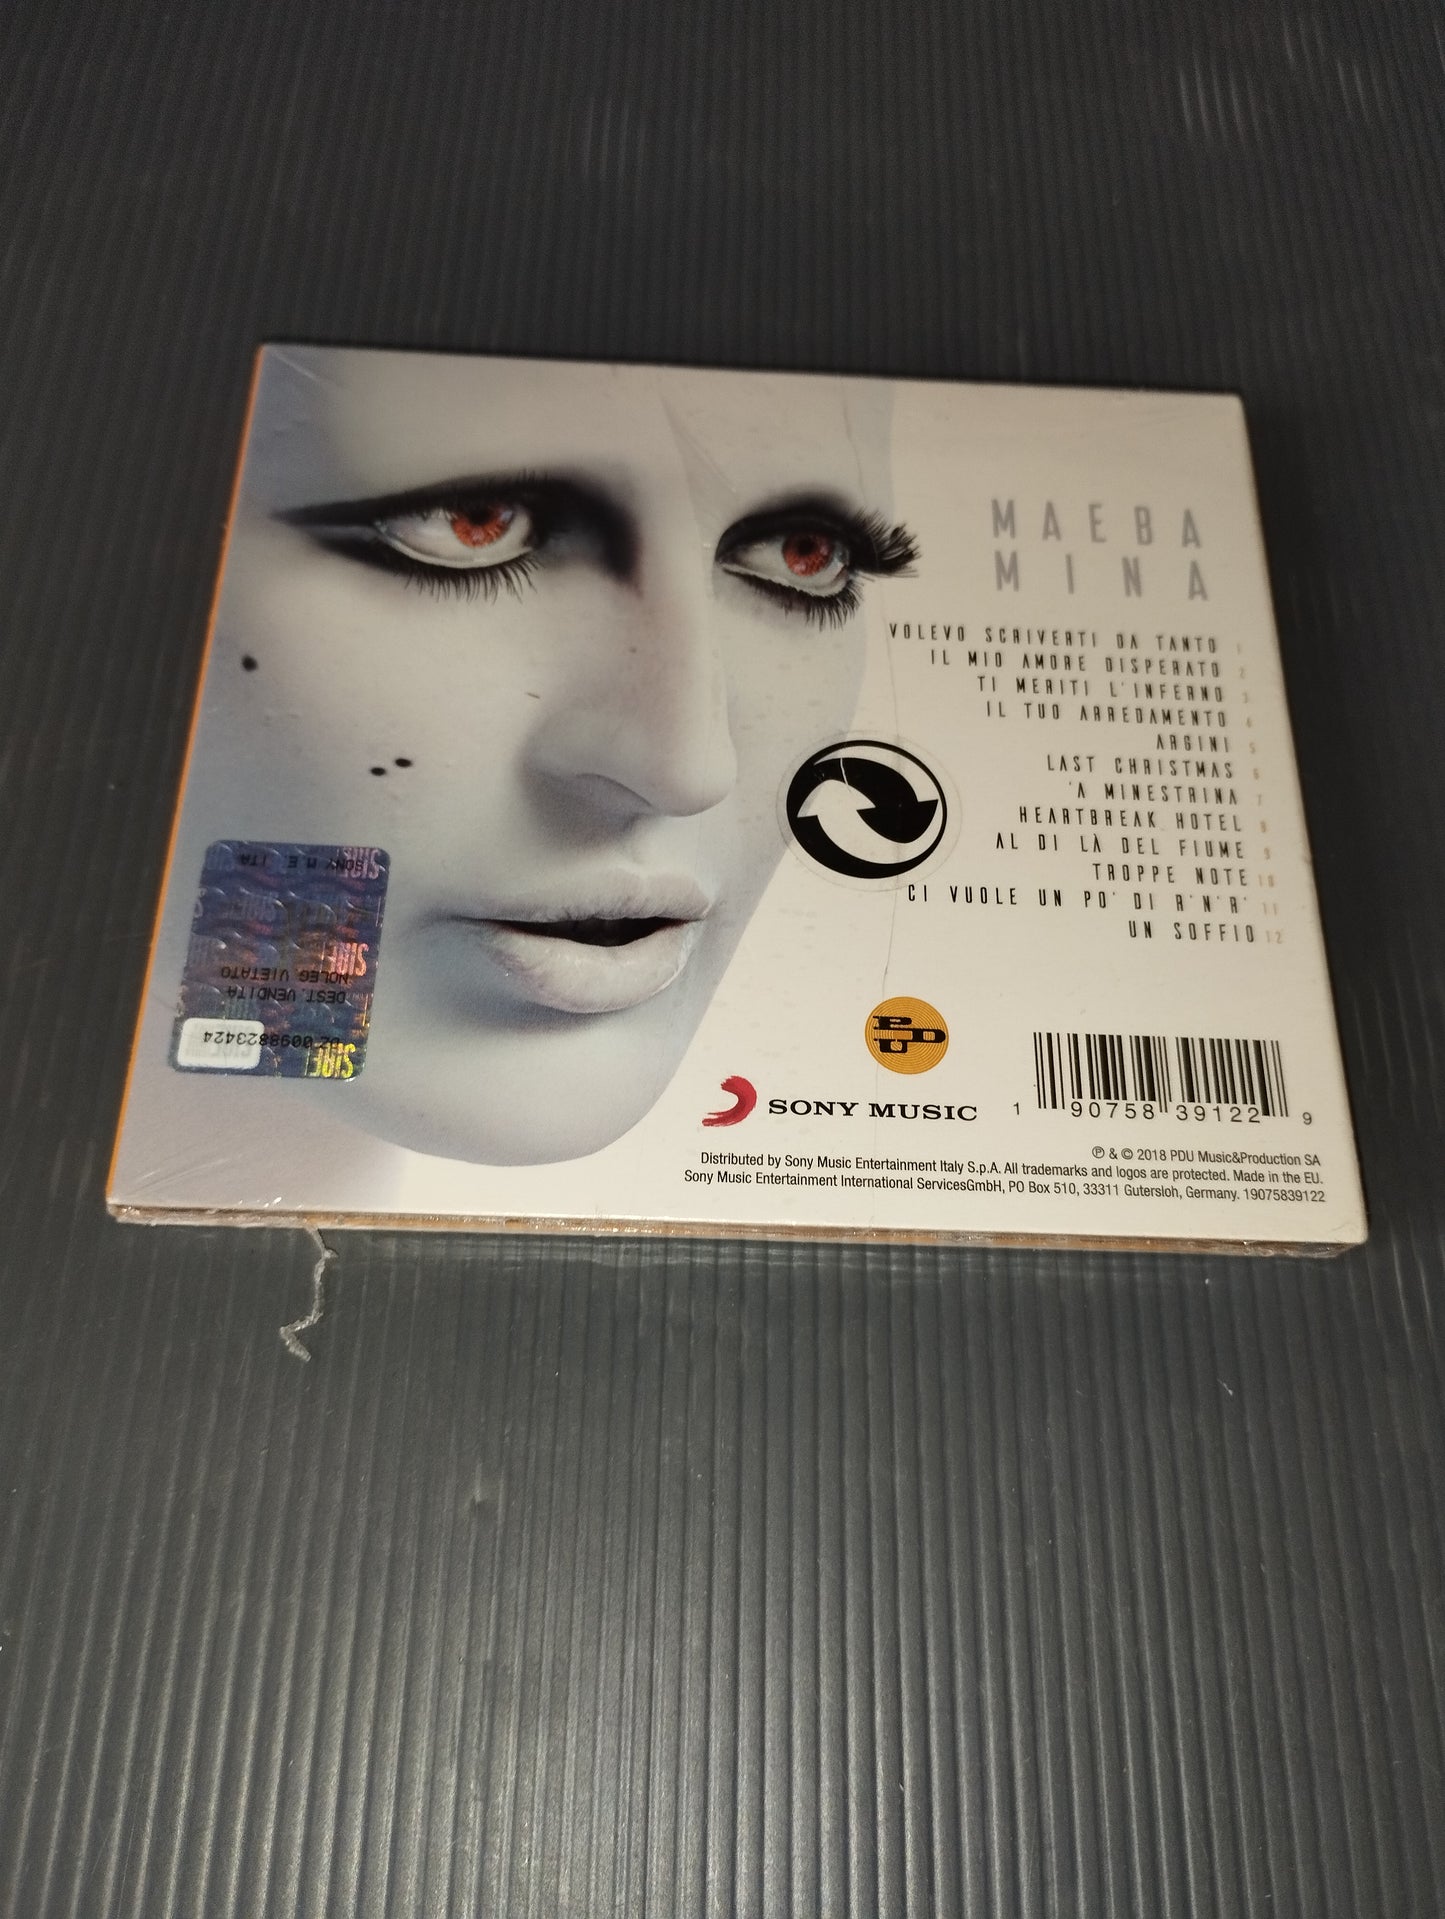 MAEBA
MINA
VOLEVO SCRIVERTI DA TANTO 1
IL MIO AMORE DISPERATO 2
TI MERITI L'INFERNO 3
IL TUO ARREDAMENTO 4
ARGINI 5
LAST CHRISTMAS 6
'A MINESTRINA 7
HEARTBREAK HOTEL 8
AL DI LÀ DEL FIUME 9
TROPPE NOTE 10
CI VUOLE UN PO' DI R'N'R' 11
UN SOFFIO 12
SONY M.E. ITA
NOLEG.VIETATO
DEST.VENDITA
0098823424
SIAE
PDU
SONY MUSIC
1 90758 39122 9
℗ & © 2018 PDU Music&Production SA
Distributed by Sony Music Entertainment Italy S.p.A. All trademarks and logos are protected. Made in the EU.
Sony Music Entertainment International ServicesGmbH, PO Box 510, 33311 Gutersloh, Germany. 19075839122